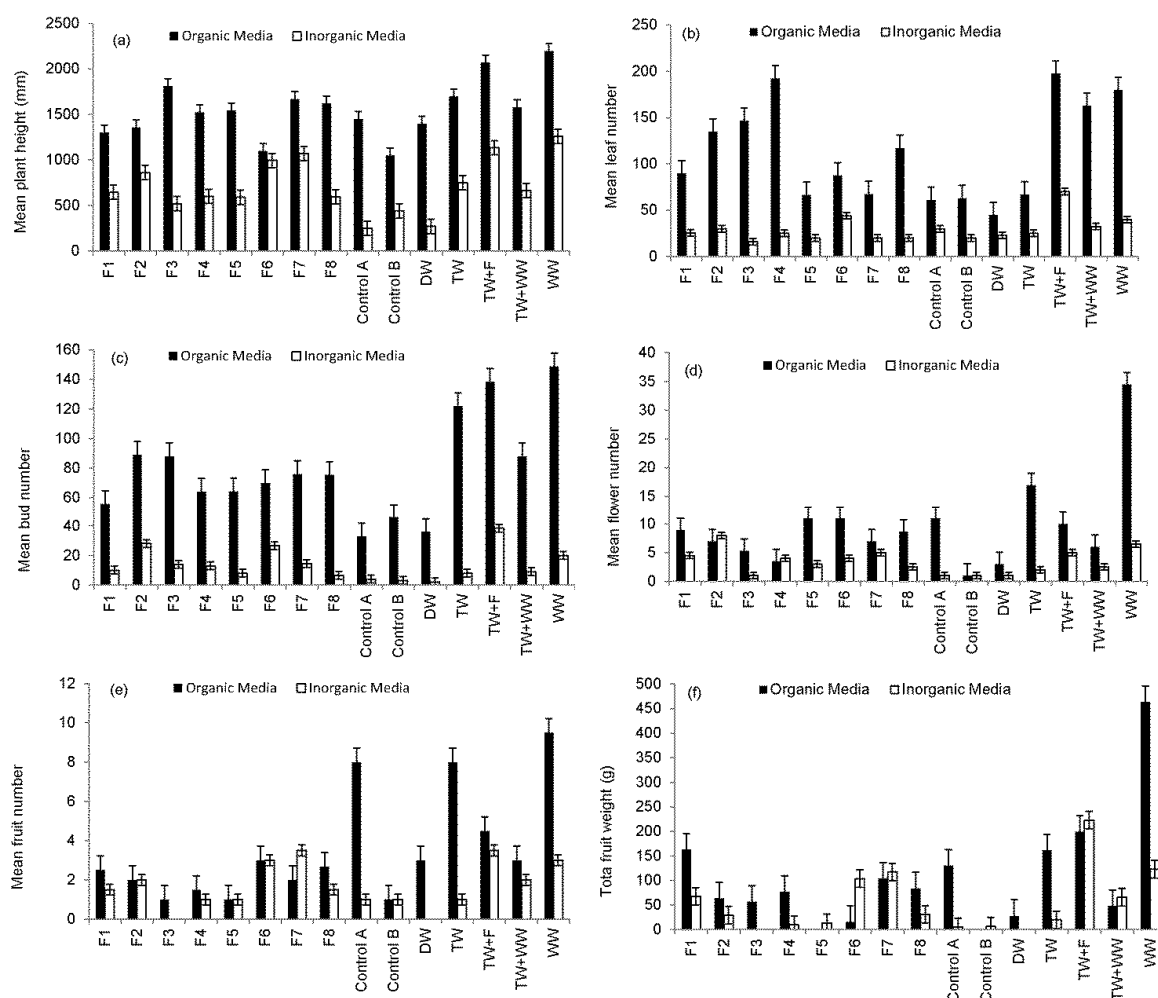 2500
2000
1500
1000
500
0
Mean plant height (mm)
(a)
Organic Media
Inorganic Media
F1 F2 F3 F4 F5 F6 F7 F8 Control A Control B DW TW TW+F TW+WW WW
250
200
150
100
50
0
Mean leaf number
(b)
Organic Media
Inorganic Media
F1 F2 F3 F4 F5 F6 F7 F8 Control A Control B DW TW TW+F TW+WW WW
160
140
120
100
80
60
40
20
0
Mean bud number
(c)
Organic Media
Inorganic Media
F1 F2 F3 F4 F5 F6 F7 F8 Control A Control B DW TW TW+F TW+WW WW
40
35
30
25
20
15
10
5
0
Mean flower number
(d)
Organic Media
Inorganic Media
F1 F2 F3 F4 F5 F6 F7 F8 Control A Control B DW TW TW+F TW+WW WW
12
10
8
6
4
2
0
Mean fruit number
(e)
Organic Media
Inorganic Media
F1 F2 F3 F4 F5 F6 F7 F8 Control A Control B DW TW TW+F TW+WW WW
500
450
400
350
300
250
200
150
100
50
0
Tota fruit weight (g)
(f)
Organic Media
Inorganic Media
F1 F2 F3 F4 F5 F6 F7 F8 Control A Control B DW TW TW+F TW+WW WW